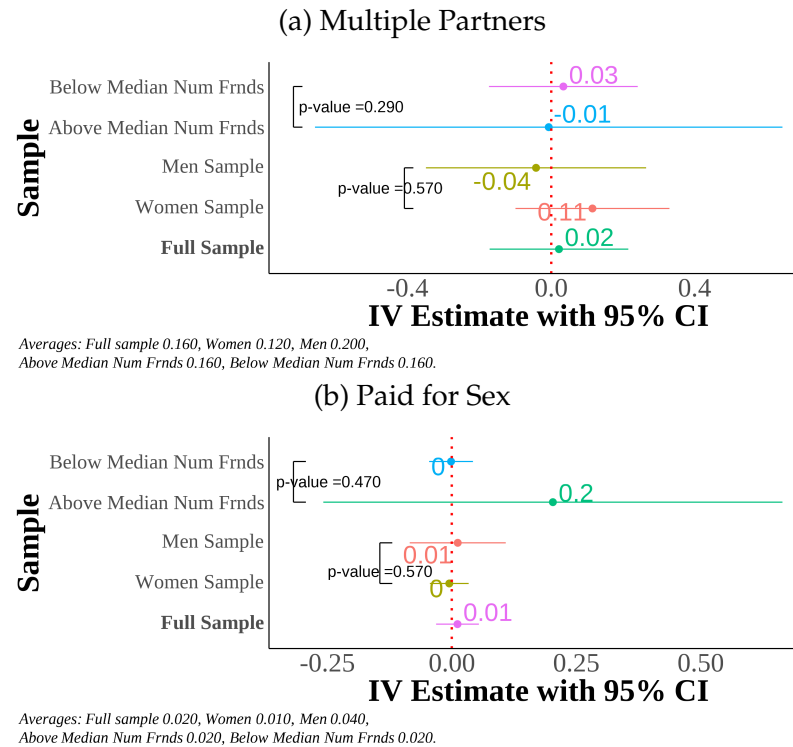 (a) Multiple Partners
Below Median Num Frnds
0.03
p-value =0.290
Above Median Num Frnds
-0.01
Men Sample
-0.04
p-value =0.570
Women Sample
0.11
Full Sample
0.02
Sample
-0.4 0.0 0.4
IV Estimate with 95% CI
Averages: Full sample 0.160, Women 0.120, Men 0.200,
Above Median Num Frnds 0.160, Below Median Num Frnds 0.160.
(b) Paid for Sex
Below Median Num Frnds
0
p-value =0.470
Above Median Num Frnds
0.2
Men Sample
0.01
p-value =0.570
Women Sample
0
Full Sample
0.01
Sample
-0.25 0.00 0.25 0.50
IV Estimate with 95% CI
Averages: Full sample 0.020, Women 0.010, Men 0.040,
Above Median Num Frnds 0.020, Below Median Num Frnds 0.020.